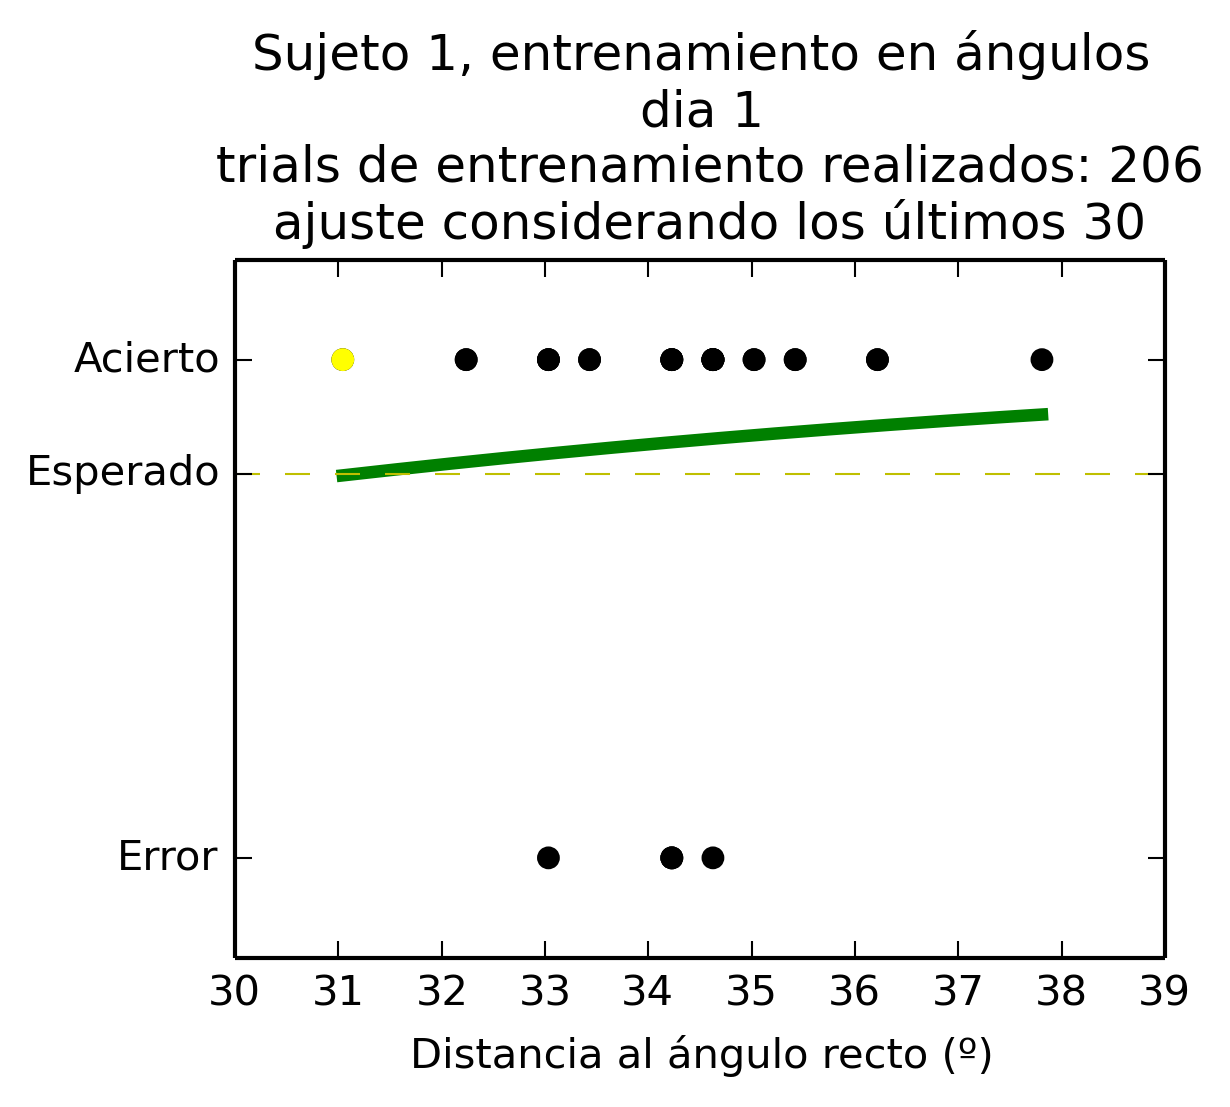 Sujeto 1, entrenamiento en ángulos
dia 1
trials de entrenamiento realizados: 206
ajuste considerando los últimos 30
Acierto
Esperado
Error
30 31 32 33 34 35 36 37 38 39
Distancia al ángulo recto (º)